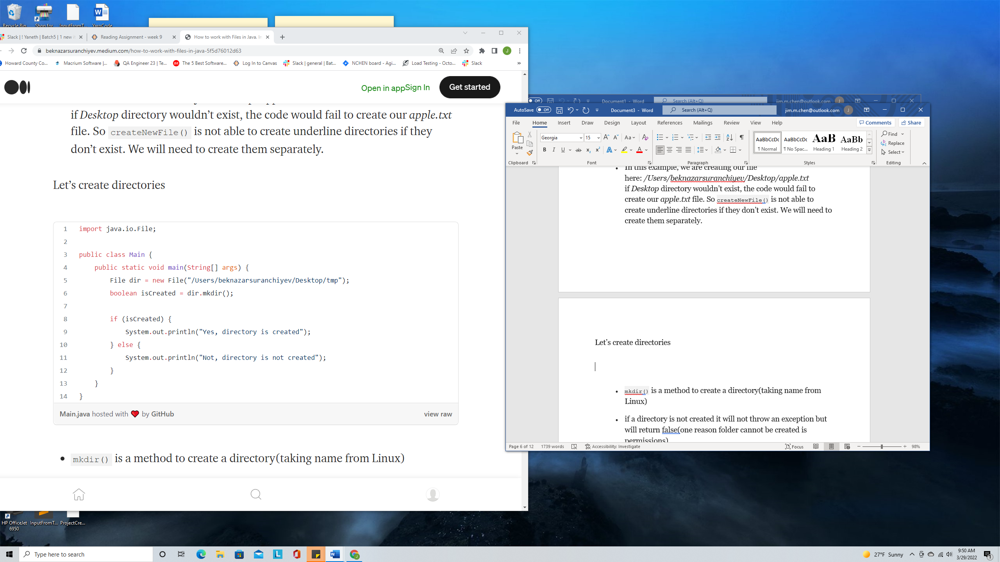 Recycle Bin
Shop for
InputFromT...
YaroCode
Slack | ! Yaneth | Batch5 | 1 new it
Reading Assignment - week 9
How to work with Files in Java. In
beknazarsuranchiyev.medium.com/how-to-work-with-files-in-java-5f5d76012d63
J
Howard County Co...
Macrium Software |...
QA Engineer 23 | Te...
BR
The 5 Best Software...
Log In to Canvas
Slack | general | Bat...
NCHEN board - Agi...
Load Testing - Octo...
Slack
»
Open in app
Sign In
Get started
if Desktop directory wouldn’t exist, the code would fail to create our apple.txt
file. So createNewFile() is not able to create underline directories if they
don’t exist. We will need to create them separately.
Let’s create directories
1 import java.io.File;
2
3 public class Main {
4 public static void main(String[] args) {
5 File dir = new File("/Users/beknazarsuranchiyev/Desktop/tmp");
6 boolean isCreated = dir.mkdir();
7
8 if (isCreated) {
9 System.out.println("Yes, directory is created");
10 } else {
11 System.out.println("Not, directory is not created");
12 }
13 }
14 }
Main.java hosted with ❤ by GitHub
view raw
• mkdir() is a method to create a directory(taking name from Linux)
Off
Document1 - Word
Search (Alt+Q)
jim.m.chen@outlook.com
J
AutoSave Off
Document3 - Word
Search (Alt+Q)
jim.m.chen@outlook.com
J
File Home Insert Draw Design Layout References Mailings Review View Help
Comments
Share
Paste
Georgia
15
Aa
B I U ab x₂ x² A A
AaBbCcDc
¶ Normal
AaBbCcDc
¶ No Spac...
AaB
Heading 1
AaBb
Heading 2
Find
Replace
Select
Clipboard
Font
Paragraph
Styles
Editing
• In this example, we are creating our file
here: /Users/beknazarsuranchiyev/Desktop/apple.txt
if Desktop directory wouldn’t exist, the code would fail to
create our apple.txt file. So createNewFile() is not able to
create underline directories if they don’t exist. We will need to
create them separately.
Let’s create directories
• mkdir() is a method to create a directory(taking name from
Linux)
• if a directory is not created it will not throw an exception but
will return false(one reason folder cannot be created is
permissions)
Page 6 of 12
1739 words
Accessibility: Investigate
Focus
98%
HP OfficeJet
6950
InputFromT...
ProjectCre...
Type here to search
27°F Sunny
9:50 AM
3/29/2022
1